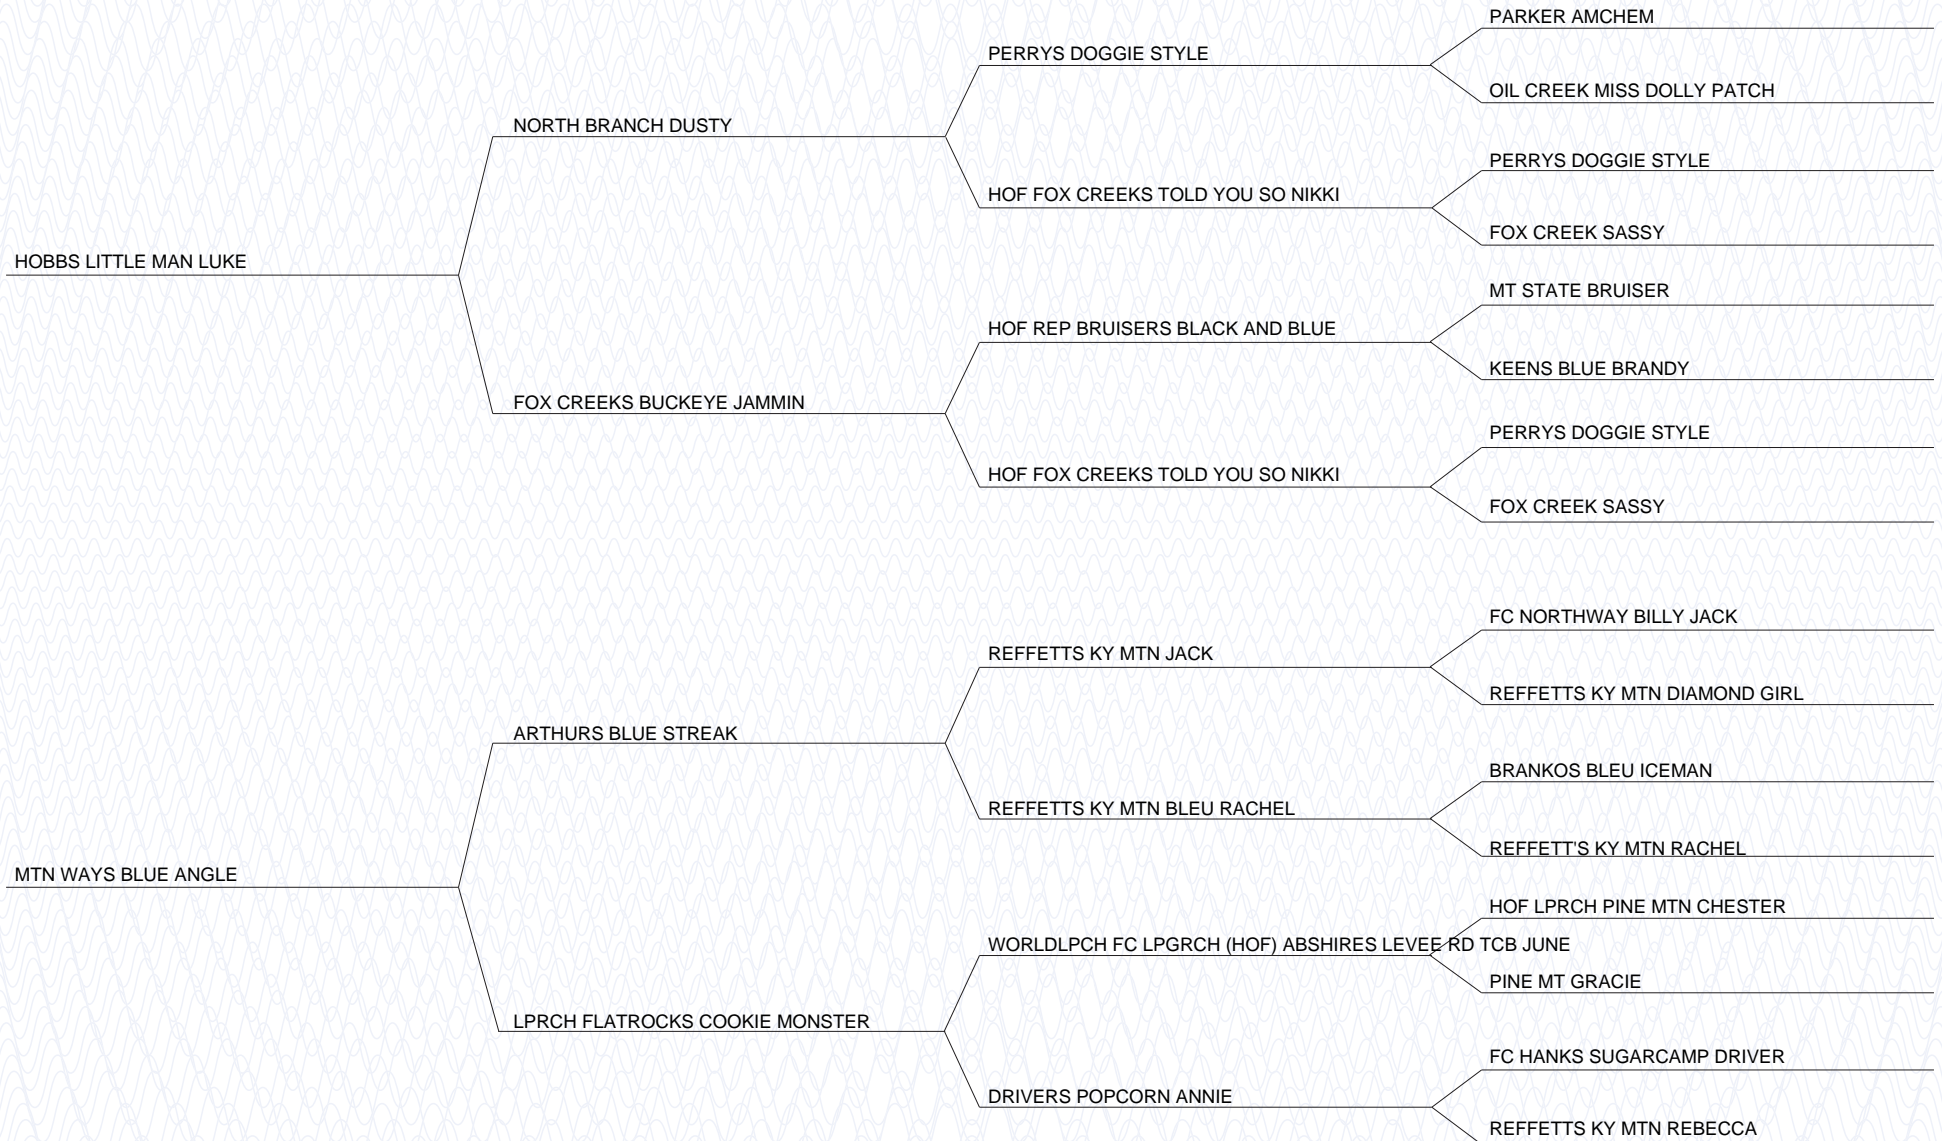 PARKER AMCHEM
PERRYS DOGGIE STYLE
OIL CREEK MISS DOLLY PATCH
NORTH BRANCH DUSTY
PERRYS DOGGIE STYLE
HOF FOX CREEKS TOLD YOU SO NIKKI
FOX CREEK SASSY
HOBBS LITTLE MAN LUKE
MT STATE BRUISER
HOF REP BRUISERS BLACK AND BLUE
KEENS BLUE BRANDY
FOX CREEKS BUCKEYE JAMMIN
PERRYS DOGGIE STYLE
HOF FOX CREEKS TOLD YOU SO NIKKI
FOX CREEK SASSY
FC NORTHWAY BILLY JACK
REFFETTS KY MTN JACK
REFFETTS KY MTN DIAMOND GIRL
ARTHURS BLUE STREAK
BRANKOS BLEU ICEMAN
REFFETTS KY MTN BLEU RACHEL
REFFETT'S KY MTN RACHEL
MTN WAYS BLUE ANGLE
HOF LPRCH PINE MTN CHESTER
WORLDLPCH FC LPGRCH (HOF) ABSHIRES LEVEE RD TCB JUNE
PINE MT GRACIE
LPRCH FLATROCKS COOKIE MONSTER
FC HANKS SUGARCAMP DRIVER
DRIVERS POPCORN ANNIE
REFFETTS KY MTN REBECCA